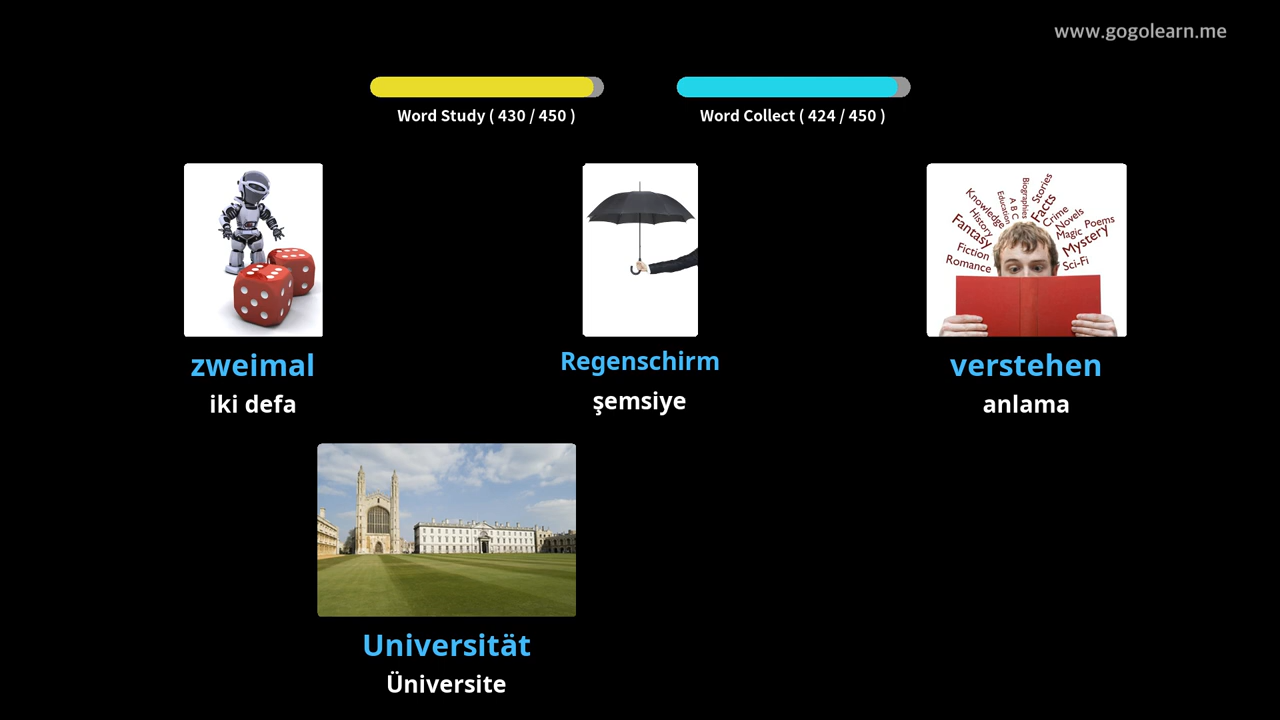 www.gogolearn.me
Word Study ( 430 / 450 )
Word Collect ( 424 / 450 )
Knowledge
History
Fantasy
Fiction
Romance
Education
A B C
Biographies
Stories
Facts
Crime
Novels
Magic
Poems
Mystery
Sci-Fi
zweimal
iki defa
Regenschirm
şemsiye
verstehen
anlama
Universität
Üniversite